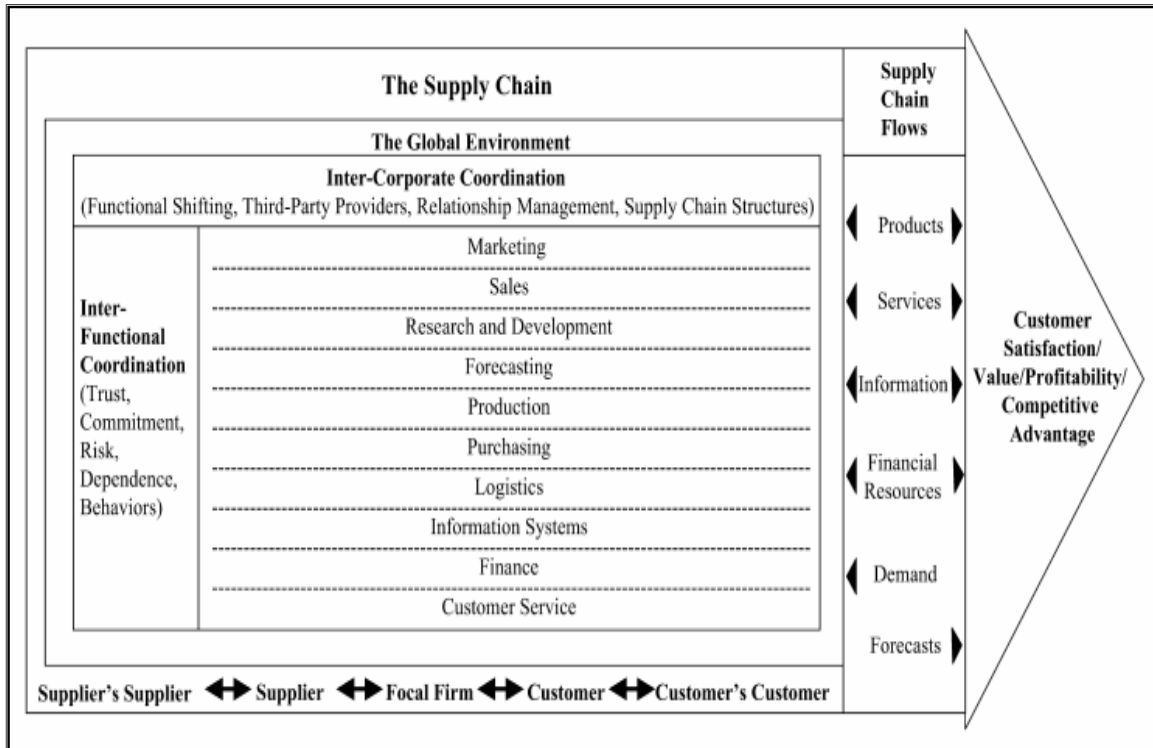 The Supply Chain
The Global Environment
Inter-Corporate Coordination
(Functional Shifting, Third-Party Providers, Relationship Management, Supply Chain Structures)
Inter-
Functional
Coordination
(Trust,
Commitment,
Risk,
Dependence,
Behaviors)
Marketing
Sales
Research and Development
Forecasting
Production
Purchasing
Logistics
Information Systems
Finance
Customer Service
Supplier's Supplier Supplier Focal Firm Customer Customer's Customer
Supply
Chain
Flows
Products
Services
Information
Financial
Resources
Demand
Forecasts
Customer
Satisfaction/
Value/Profitability/
Competitive
Advantage